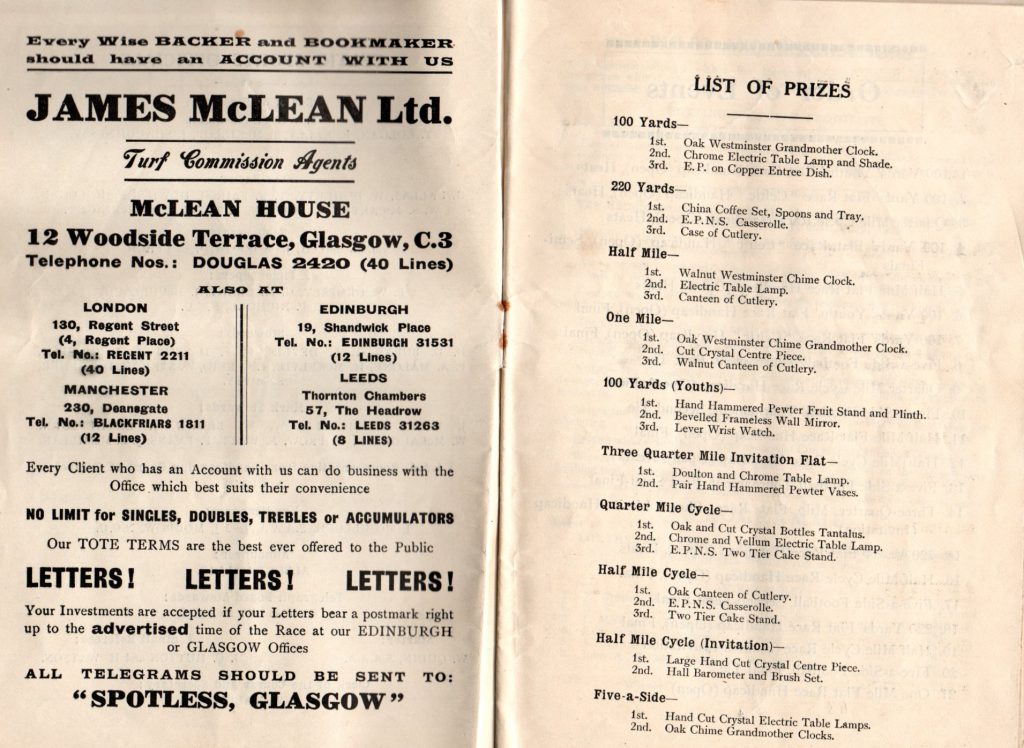 Every Wise BACKER and BOOKMAKER
should have an ACCOUNT WITH US
JAMES McLEAN Ltd.
Turf Commission Agents
McLEAN HOUSE
12 Woodside Terrace, Glasgow, C.3
Telephone Nos.: DOUGLAS 2420 (40 Lines)
ALSO AT
LONDON
130, Regent Street
(4, Regent Place)
Tel. No.: REGENT 2211
(40 Lines)
MANCHESTER
230, Deansgate
Tel. No.: BLACKFRIARS 1811
(12 Lines)
EDINBURGH
19, Shandwick Place
Tel. No.: EDINBURGH 31531
(12 Lines)
LEEDS
Thornton Chambers
57, The Headrow
Tel. No.: LEEDS 31263
(8 LINES)
Every Client who has an Account with us can do business with the
Office which best suits their convenience
NO LIMIT for SINGLES, DOUBLES, TREBLES or ACCUMULATORS
Our TOTE TERMS are the best ever offered to the Public
LETTERS! LETTERS! LETTERS!
Your Investments are accepted if your Letters bear a postmark right
up to the advertised time of the Race at our EDINBURGH
or GLASGOW Offices
ALL TELEGRAMS SHOULD BE SENT TO:
"SPOTLESS, GLASGOW"
LIST OF PRIZES
100 Yards—
1st. Oak Westminster Grandmother Clock.
2nd. Chrome Electric Table Lamp and Shade.
3rd. E.P. on Copper Entree Dish.
220 Yards—
1st. China Coffee Set, Spoons and Tray.
2nd. E.P.N.S. Casserolle.
3rd. Case of Cutlery.
Half Mile—
1st. Walnut Westminster Chime Clock.
2nd. Electric Table Lamp.
3rd. Canteen of Cutlery.
One Mile—
1st. Oak Westminster Chime Grandmother Clock.
2nd. Cut Crystal Centre Piece.
3rd. Walnut Canteen of Cutlery.
100 Yards (Youths)—
1st. Hand Hammered Pewter Fruit Stand and Plinth.
2nd. Bevelled Frameless Wall Mirror.
3rd. Lever Wrist Watch.
Three Quarter Mile Invitation Flat—
1st. Doulton and Chrome Table Lamp.
2nd. Pair Hand Hammered Pewter Vases.
Quarter Mile Cycle—
1st. Oak and Cut Crystal Bottles Tantalus.
2nd. Chrome and Vellum Electric Table Lamp.
3rd. E.P.N.S. Two Tier Cake Stand.
Half Mile Cycle—
1st. Oak Canteen of Cutlery.
2nd. E.P.N.S. Casserolle.
3rd. Two Tier Cake Stand.
Half Mile Cycle (Invitation)—
1st. Large Hand Cut Crystal Centre Piece.
2nd. Hall Barometer and Brush Set.
Five-a-Side—
1st. Hand Cut Crystal Electric Table Lamps.
2nd. Oak Chime Grandmother Clocks.